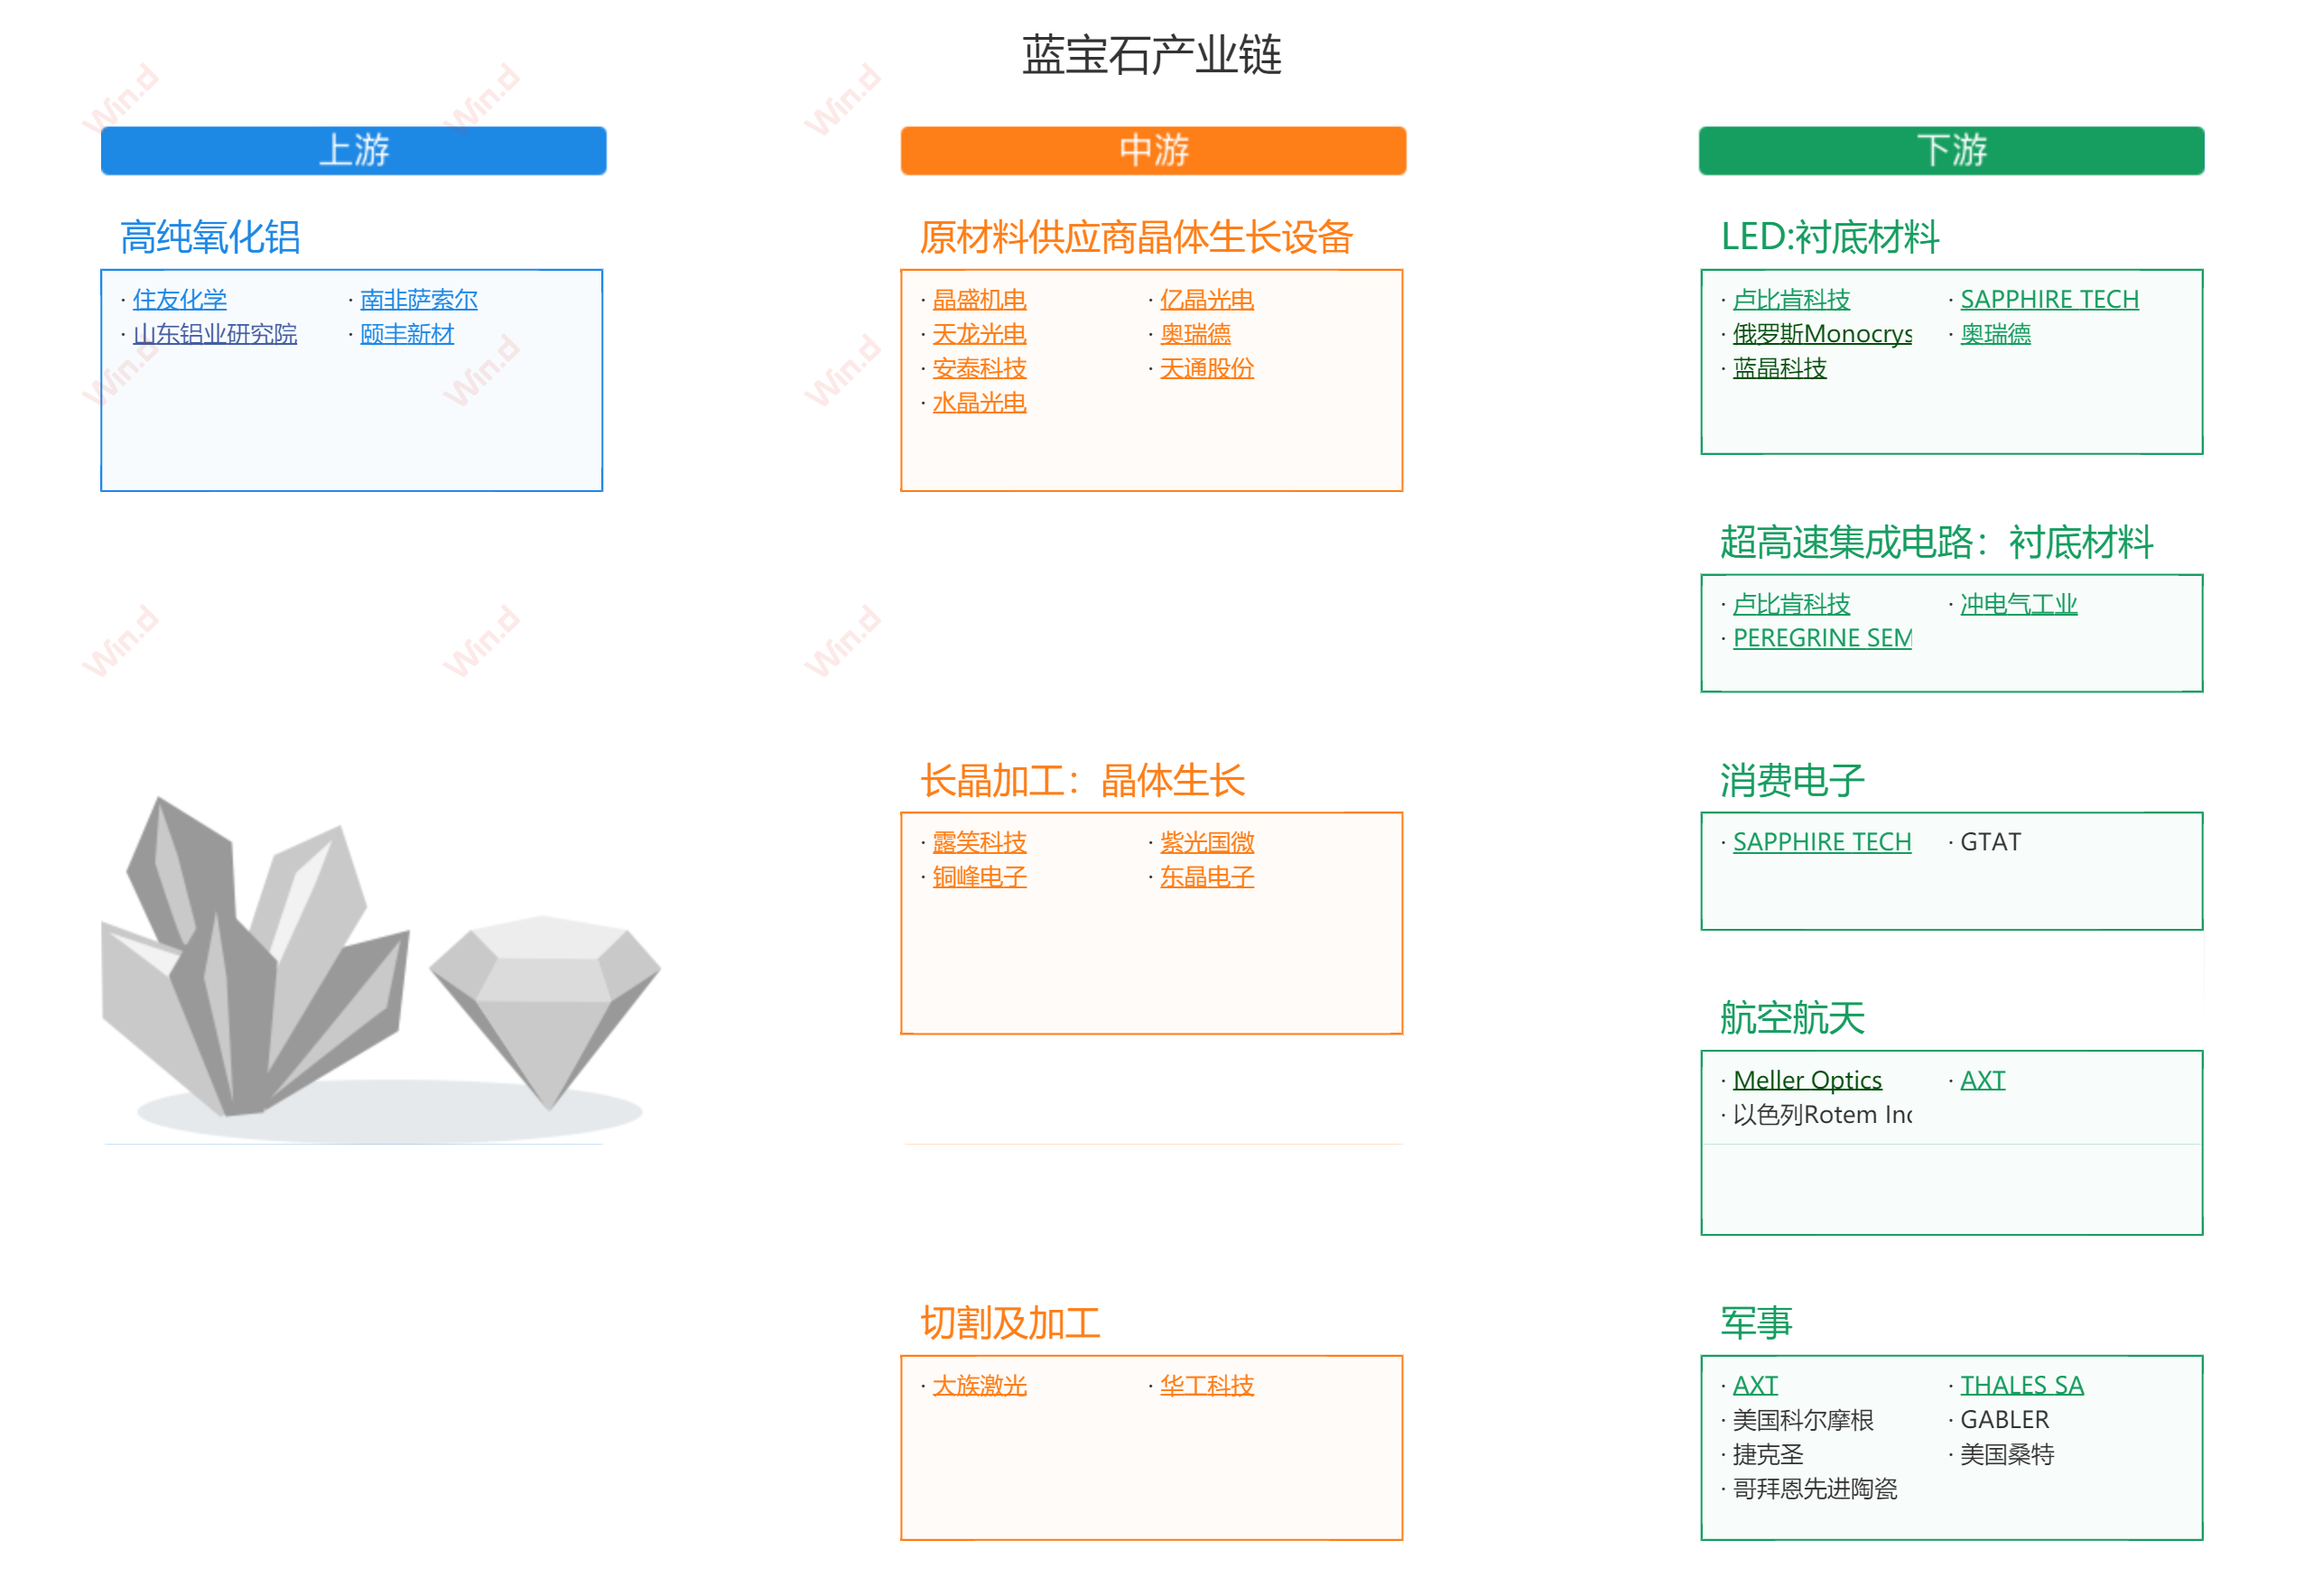 蓝宝石产业链
上游
高纯氧化铝
· 住友化学 · 南非萨索尔
· 山东铝业研究院 · 颐丰新材
中游
原材料供应商晶体生长设备
· 晶盛机电 · 亿晶光电
· 天龙光电 · 奥瑞德
· 安泰科技 · 天通股份
· 水晶光电
长晶加工：晶体生长
· 露笑科技 · 紫光国微
· 铜峰电子 · 东晶电子
切割及加工
· 大族激光 · 华工科技
下游
LED:衬底材料
· 卢比肯科技 · SAPPHIRE TECH
· 俄罗斯Monocrys · 奥瑞德
· 蓝晶科技
超高速集成电路：衬底材料
· 卢比肯科技 · 冲电气工业
· PEREGRINE SEM
消费电子
· SAPPHIRE TECH · GTAT
航空航天
· Meller Optics · AXT
· 以色列Rotem Inc
军事
· AXT · THALES SA
· 美国科尔摩根 · GABLER
· 捷克圣 · 美国桑特
· 哥拜恩先进陶瓷
Win.d
Win.d
Win.d
Win.d
Win.d
Win.d
Win.d
Win.d
Win.d